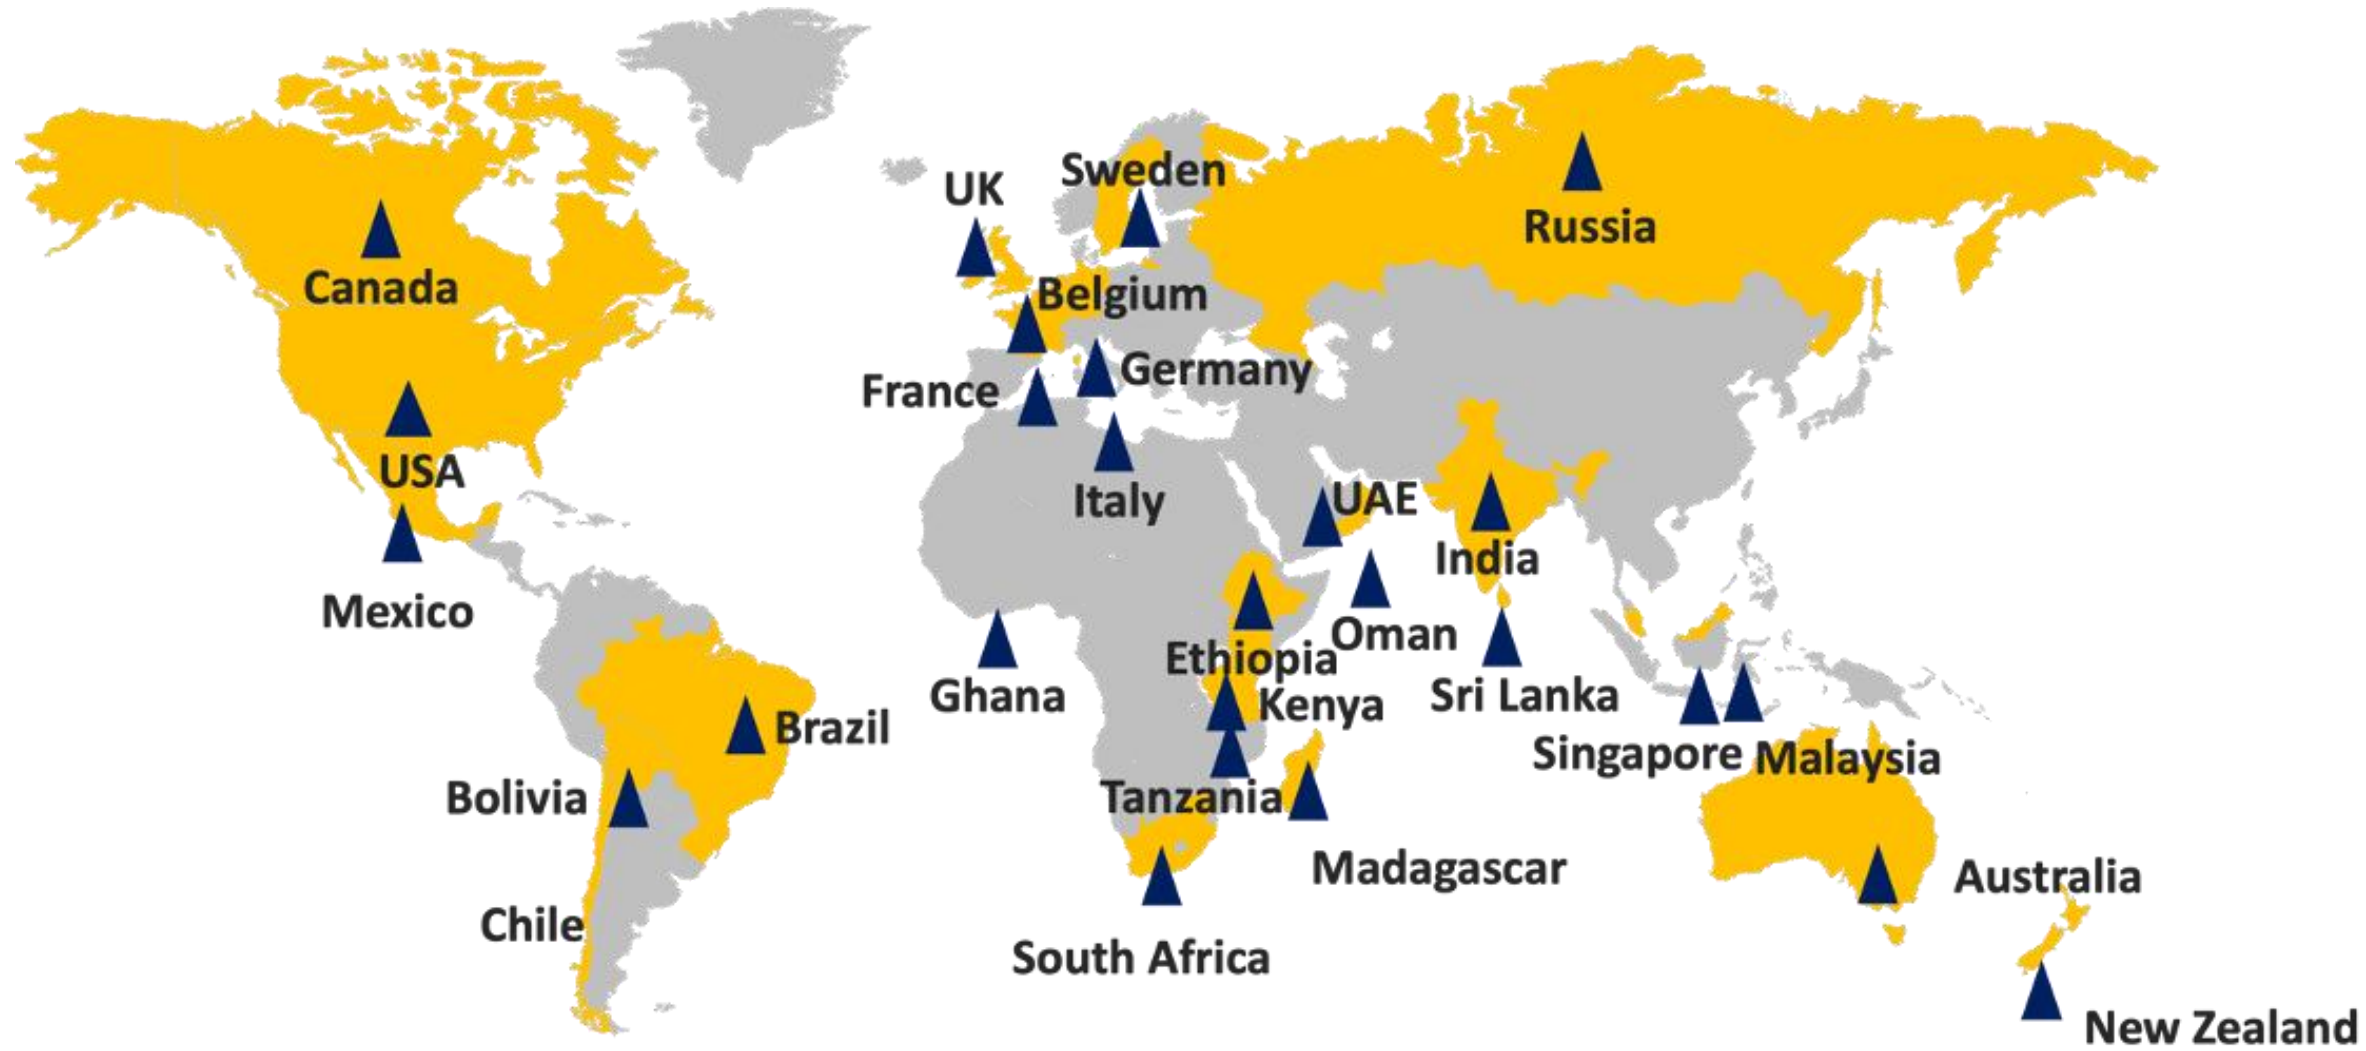 Sweden
UK
Russia
Canada
Belgium
Germany
France
USA
Italy
UAE
India
Mexico
Oman
Ethiopia
Ghana
Kenya
Sri Lanka
Brazil
Singapore
Malaysia
Bolivia
Tanzania
Madagascar
Australia
Chile
South Africa
New Zealand